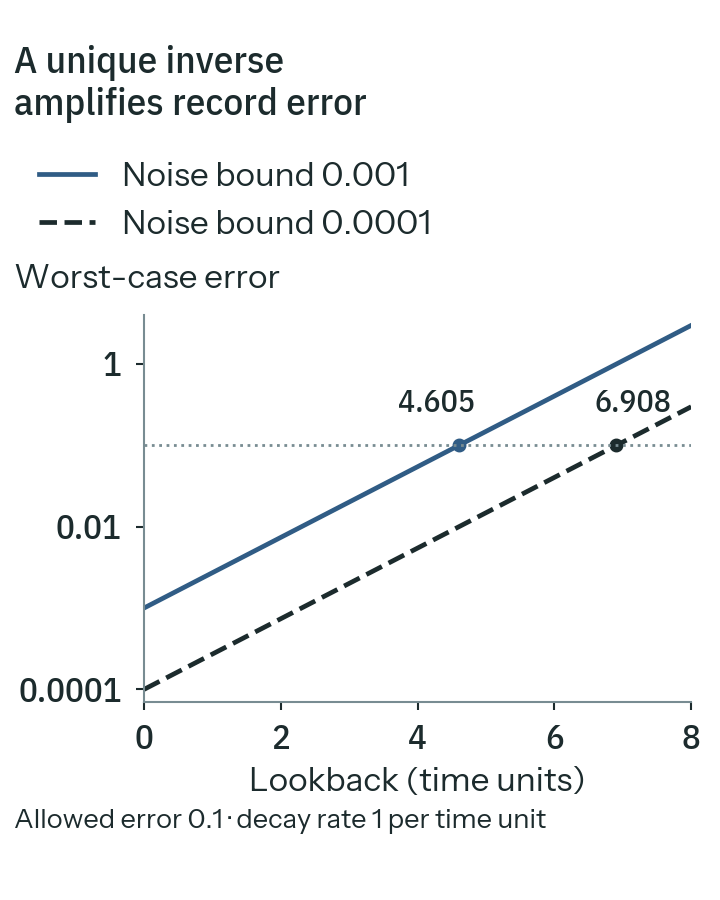 A unique inverse
amplifies record error
Noise bound 0.001
Noise bound 0.0001
Worst-case error
1
4.605
6.908
0.01
0.0001
0 2 4 6 8
Lookback (time units)
Allowed error 0.1 · decay rate 1 per time unit